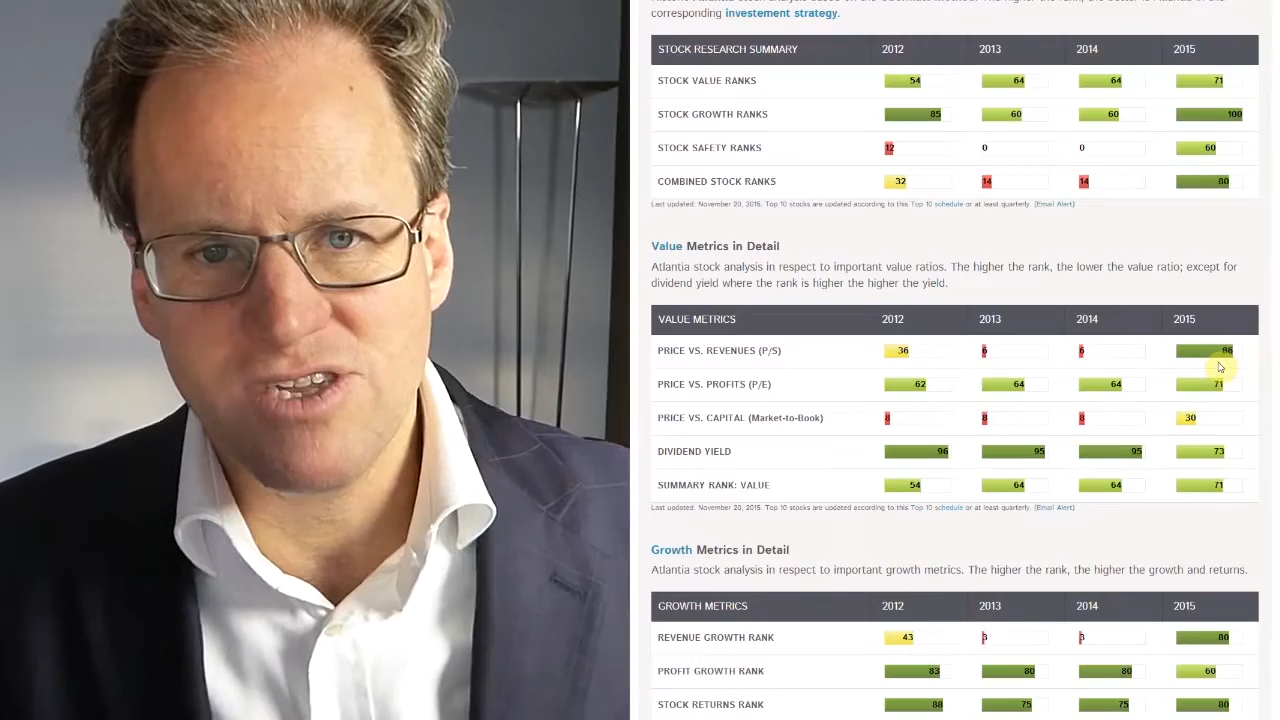 corresponding investement strategy.
STOCK RESEARCH SUMMARY 2012 2013 2014 2015
STOCK VALUE RANKS 54 64 64 71
STOCK GROWTH RANKS 85 60 60 100
STOCK SAFETY RANKS 12 0 0 60
COMBINED STOCK RANKS 32 14 14 80
Last updated: November 20, 2015. Top 10 stocks are updated according to this Top 10 schedule or at least quarterly. (Email Alert)
Value Metrics in Detail
Atlantia stock analysis in respect to important value ratios. The higher the rank, the lower the value ratio; except for
dividend yield where the rank is higher the higher the yield.
VALUE METRICS 2012 2013 2014 2015
PRICE VS. REVENUES (P/S) 36 6 6 86
PRICE VS. PROFITS (P/E) 62 64 64 71
PRICE VS. CAPITAL (Market-to-Book) 8 8 8 30
DIVIDEND YIELD 96 95 95 73
SUMMARY RANK: VALUE 54 64 64 71
Last updated: November 20, 2015. Top 10 stocks are updated according to this Top 10 schedule or at least quarterly. (Email Alert)
Growth Metrics in Detail
Atlantia stock analysis in respect to important growth metrics. The higher the rank, the higher the growth and returns.
GROWTH METRICS 2012 2013 2014 2015
REVENUE GROWTH RANK 43 3 3 80
PROFIT GROWTH RANK 83 80 80 60
STOCK RETURNS RANK 88 75 75 80